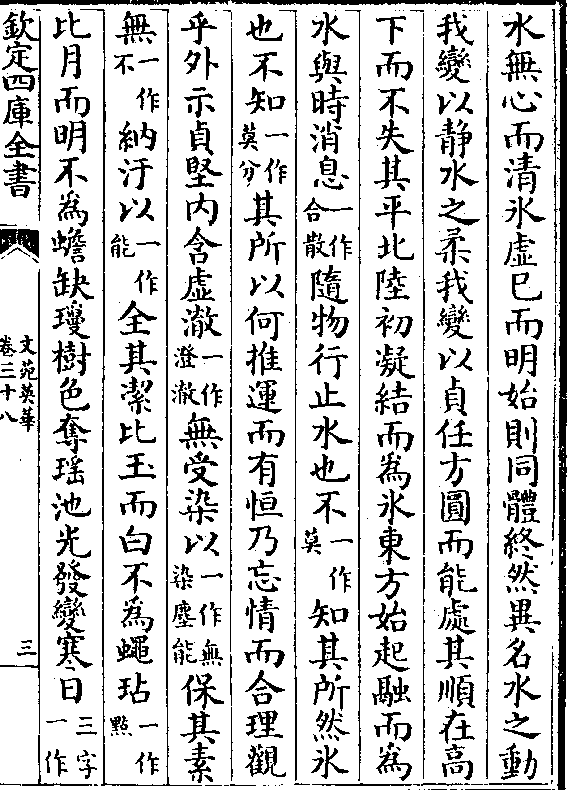 水無心而清氷虛已而明始則同體終然異名水之動
我變以静水之柔我變以貞任方圓而能處其順在高
下而不失其平北陸初凝結而為氷東方始起融而為
水與時消息一作合散隨物行止水也不一作莫知其所然氷
也不知一作莫分其所以何推運而有恒乃忘情而合理觀
乎外示貞堅内含虛澈一作澄澈無受染以一作無染塵能保其素
無一作不納汙以一作能全其潔比玉而白不為蠅玷一作㸃
比月而明不為蟾缺瓊樹色奪瑶池光發變寒日三字一作
欽定四庫全書
文苑英華
卷三十八
三